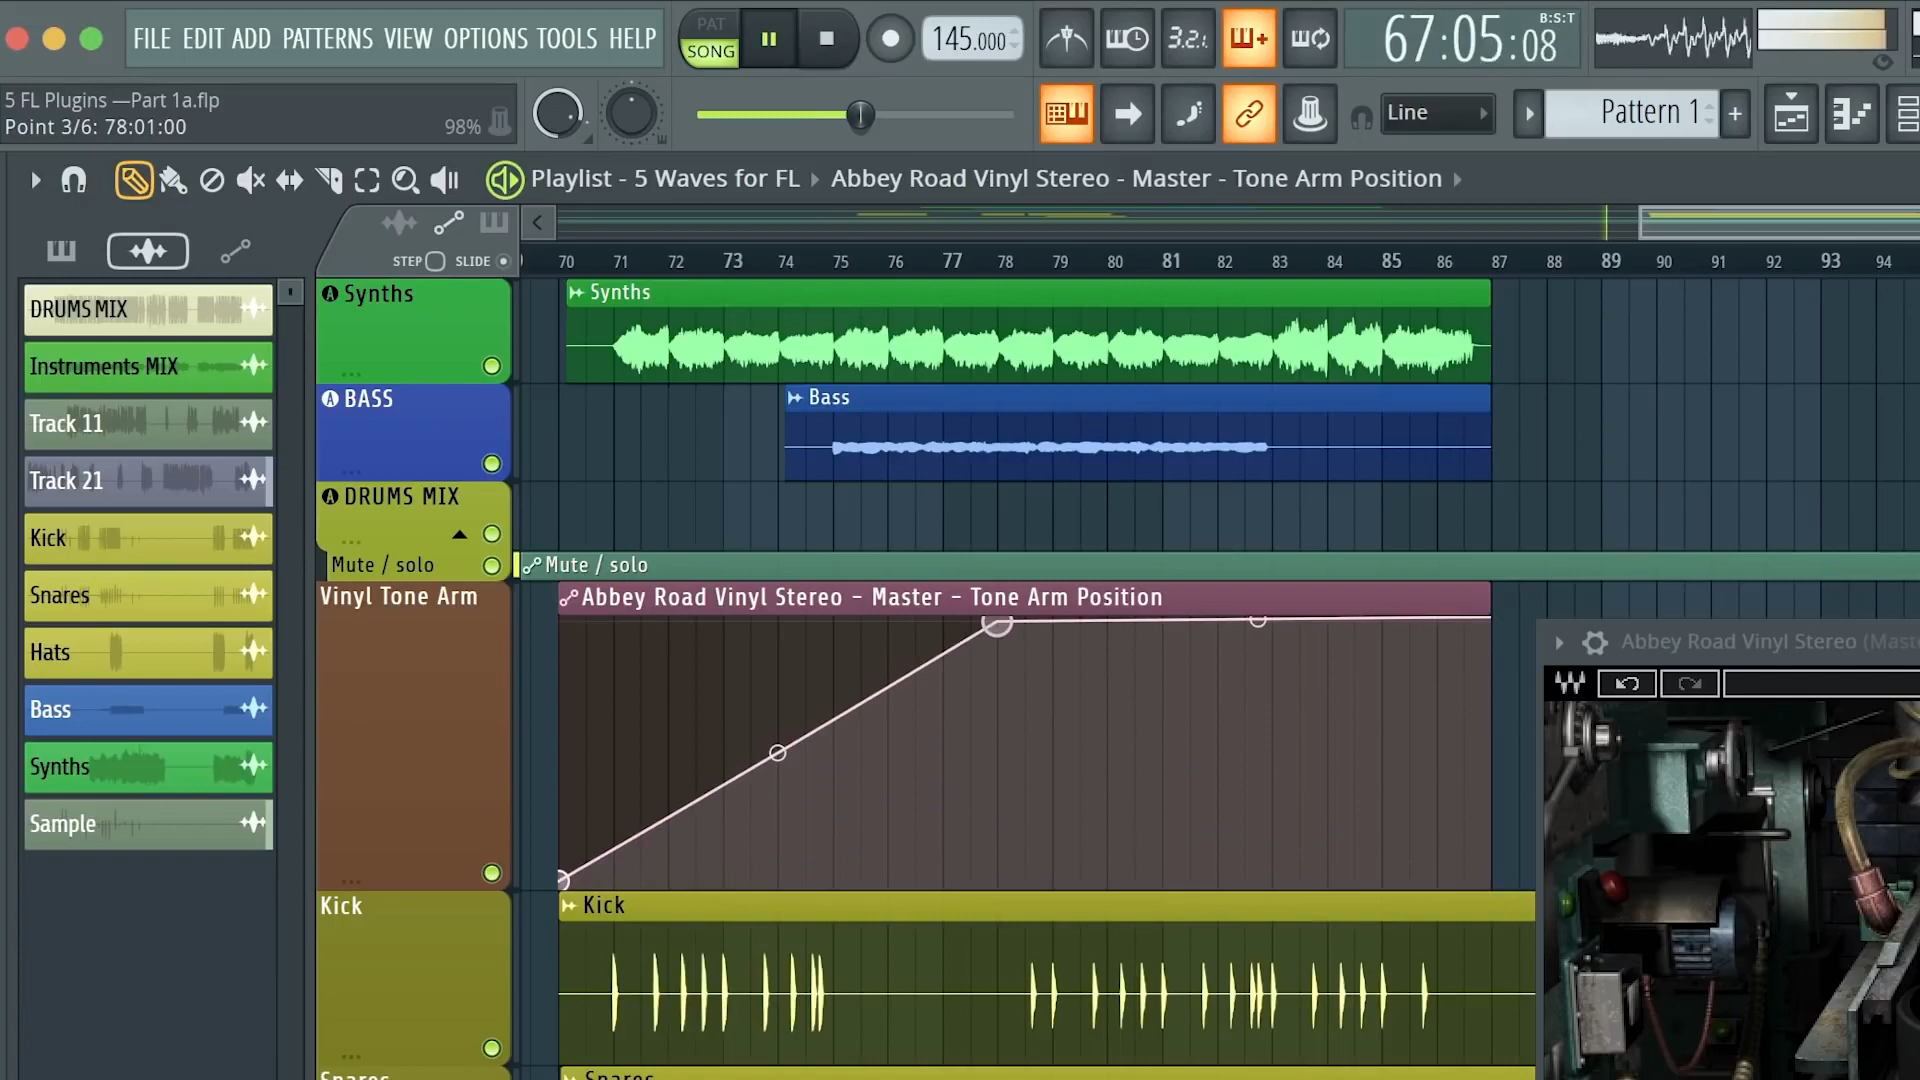 FILE EDIT ADD PATTERNS VIEW OPTIONS TOOLS HELP
PAT
SONG
145.000
3.2.1.
67:05:08
B:S:T
5 FL Plugins —Part 1a.flp
Point 3/6: 78:01:00
98%
Line
Pattern 1
Playlist - 5 Waves for FL
Abbey Road Vinyl Stereo - Master - Tone Arm Position
STEP
SLIDE
70 71 72 73 74 75 76 77 78 79 80 81 82 83 84 85 86 87 88 89 90 91 92 93 94
DRUMS MIX
Instruments MIX
Track 11
Track 21
Kick
Snares
Hats
Bass
Synths
Sample
Synths
Synths
BASS
Bass
DRUMS MIX
Mute / solo
Mute / solo
Vinyl Tone Arm
Abbey Road Vinyl Stereo - Master - Tone Arm Position
Abbey Road Vinyl Stereo (Mast
Kick
Kick
Snares
Snares